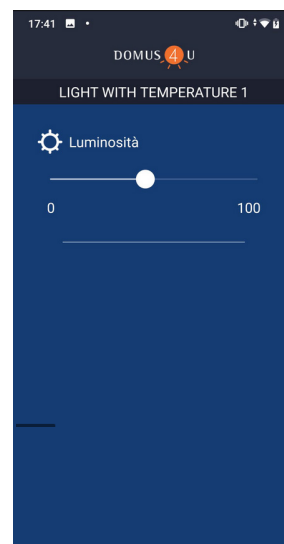 17:41
DOMUS 4 U
LIGHT WITH TEMPERATURE 1
Luminosità
0 100